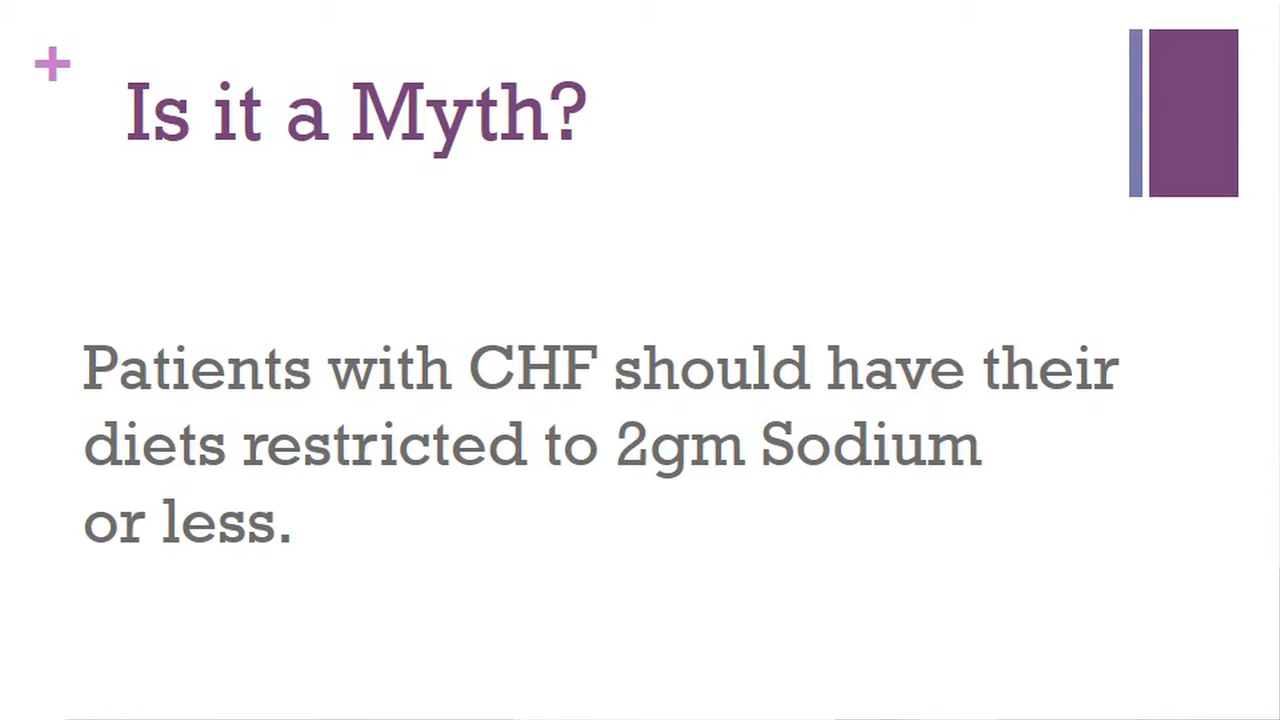 +
Is it a Myth?
Patients with CHF should have their
diets restricted to 2gm Sodium
or less.